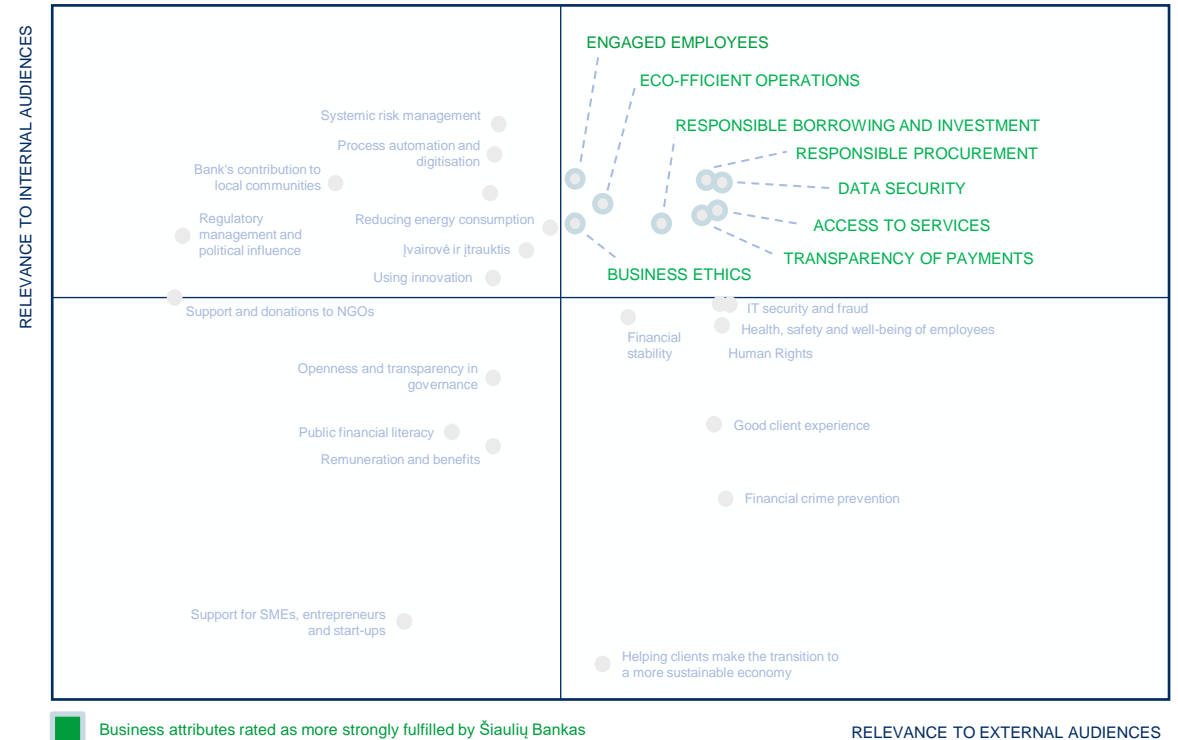 RELEVANCE TO INTERNAL AUDIENCES
ENGAGED EMPLOYEES
ECO-FFICIENT OPERATIONS
RESPONSIBLE BORROWING AND INVESTMENT
RESPONSIBLE PROCUREMENT
DATA SECURITY
ACCESS TO SERVICES
TRANSPARENCY OF PAYMENTS
BUSINESS ETHICS
Systemic risk management
Process automation and
digitisation
Bank's contribution to
local communities
Regulatory
management and
political influence
Reducing energy consumption
Įvairovė ir įtrauktis
Using innovation
Support and donations to NGOs
IT security and fraud
Health, safety and well-being of employees
Human Rights
Financial
stability
Openness and transparency in
governance
Public financial literacy
Remuneration and benefits
Good client experience
Financial crime prevention
Support for SMEs, entrepreneurs
and start-ups
Helping clients make the transition to
a more sustainable economy
Business attributes rated as more strongly fulfilled by Šiaulių Bankas
RELEVANCE TO EXTERNAL AUDIENCES